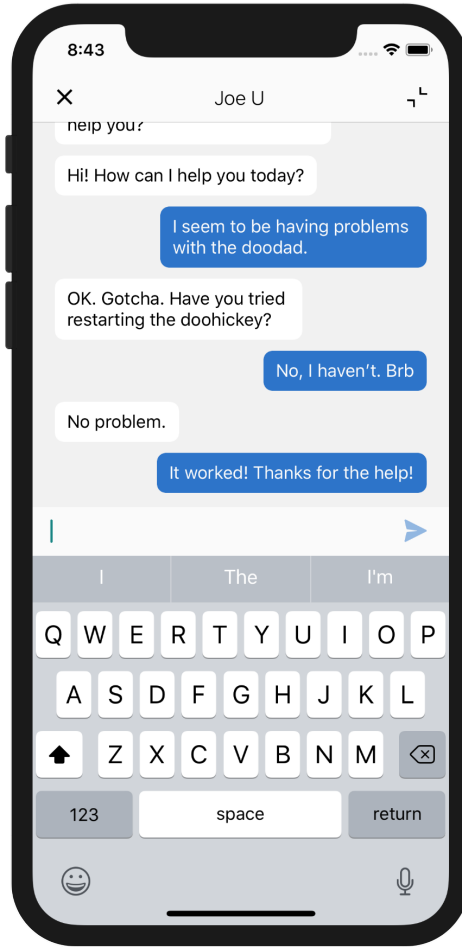 8:43
Joe U
help you?
Hi! How can I help you today?
I seem to be having problems
with the doodad.
OK. Gotcha. Have you tried
restarting the doohickey?
No, I haven't. Brb
No problem.
It worked! Thanks for the help!
I The I'm
Q W E R T Y U I O P
A S D F G H J K L
Z X C V B N M
123 space return